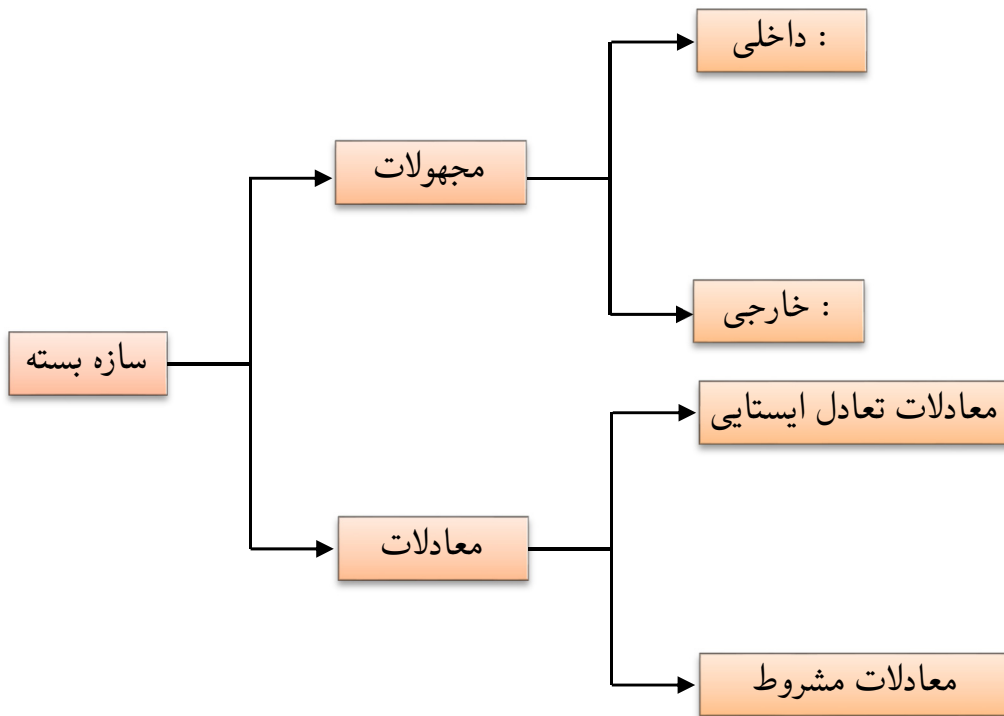 داخلی :
مجهولات
خارجی :
سازه بسته
معادلات تعادل ایستایی
معادلات
معادلات مشروط